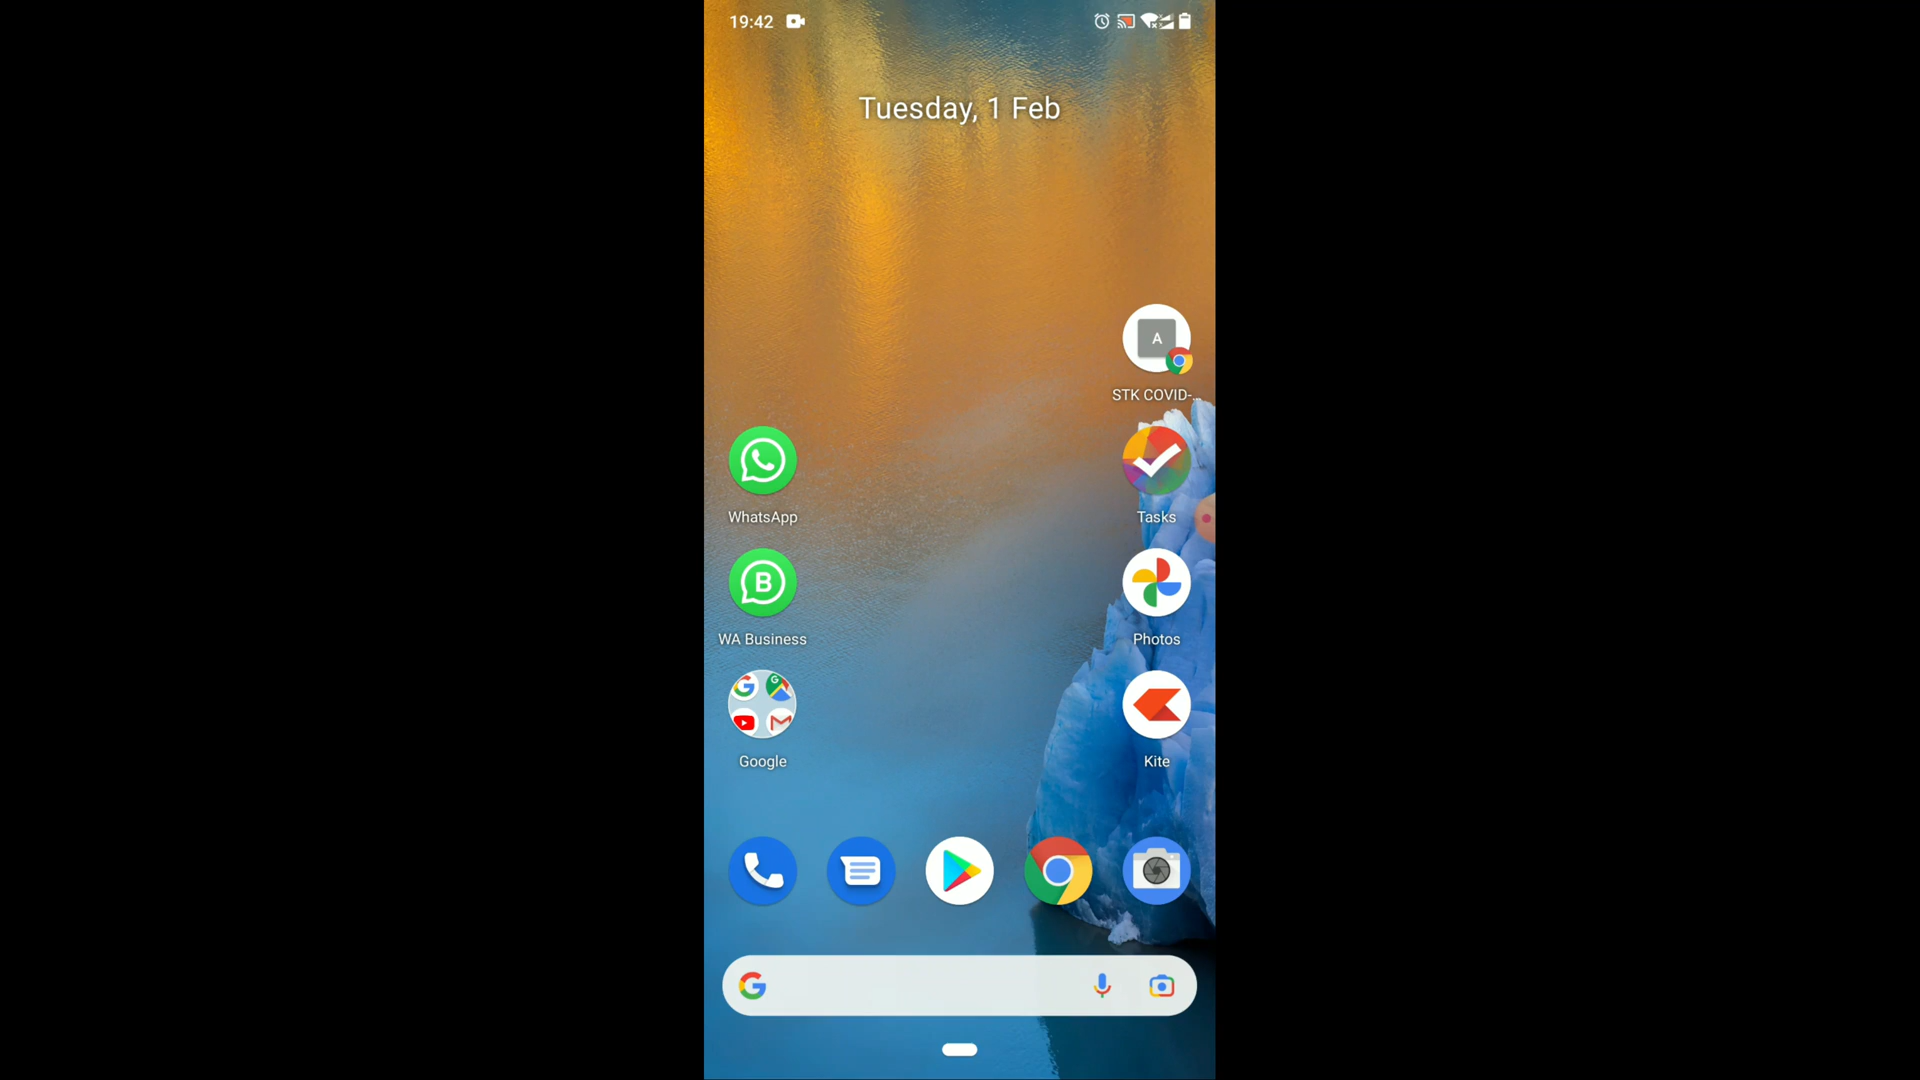 19:42
Tuesday, 1 Feb
A
STK COVID-...
WhatsApp
Tasks
B
WA Business
Photos
Google
Kite